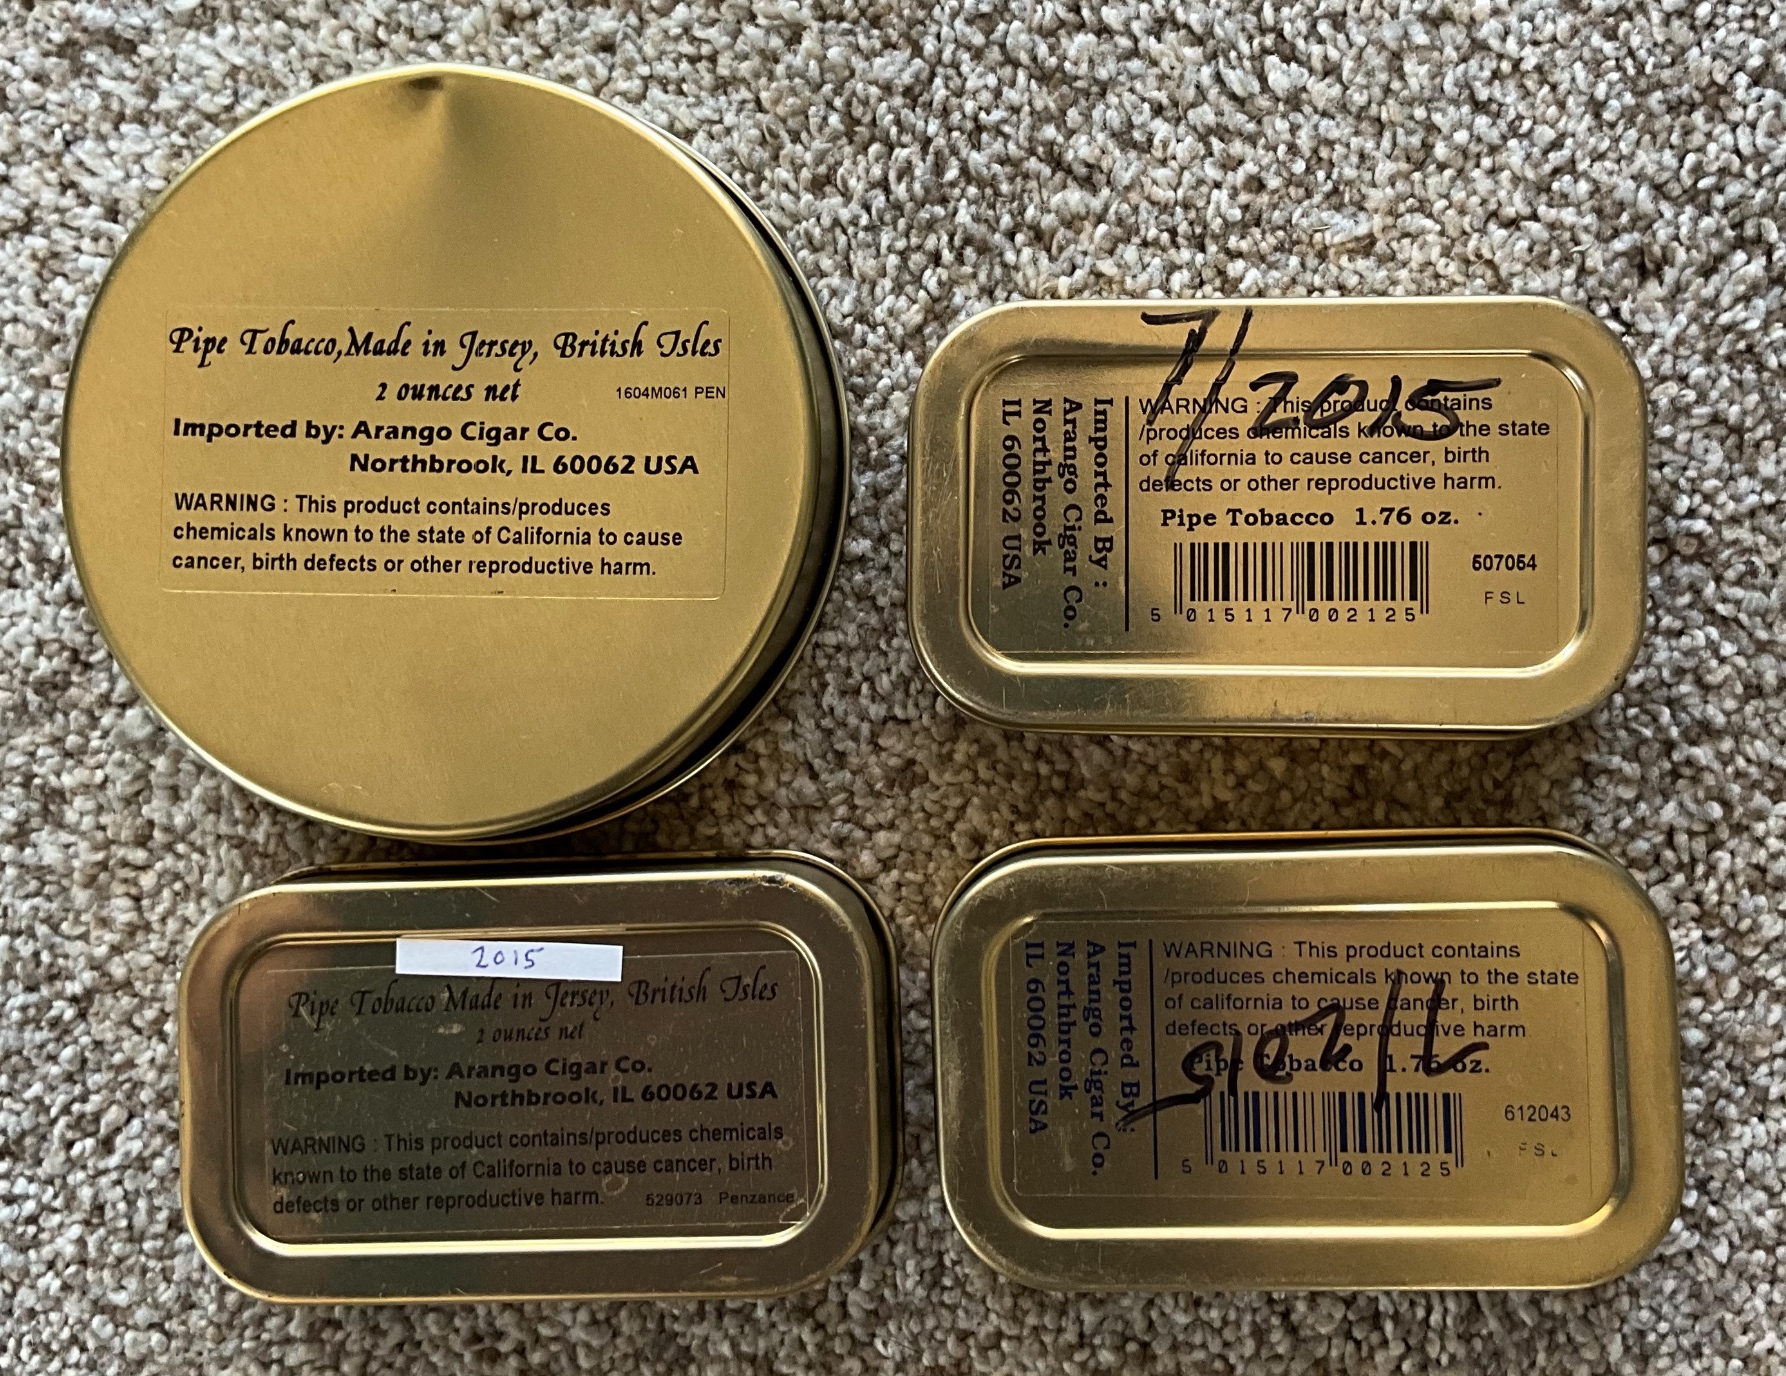 Pipe Tobacco,Made in Jersey, British Isles
2 ounces net
1604M061 PEN
Imported by: Arango Cigar Co.
Northbrook, IL 60062 USA
WARNING : This product contains/produces
chemicals known to the state of California to cause
cancer, birth defects or other reproductive harm.
7/2015
Imported By :
Arango Cigar Co.
Northbrook
IL 60062 USA
WARNING : This product contains
/produces chemicals known to the state
of california to cause cancer, birth
defects or other reproductive harm.
Pipe Tobacco 1.76 oz.
507054
FSL
5 015117 002125
2015
Pipe Tobacco Made in Jersey, British Isles
2 ounces net
Imported by: Arango Cigar Co.
Northbrook, IL 60062 USA
WARNING : This product contains/produces chemicals
known to the state of California to cause cancer, birth
defects or other reproductive harm.
529073 Penzance
Imported By:
Arango Cigar Co.
Northbrook
IL 60062 USA
WARNING : This product contains
/produces chemicals known to the state
of california to cause cancer, birth
defects or other reproductive harm
7/2015
Pipe Tobacco 1.76 oz.
612043
FSL
5 015117 002125